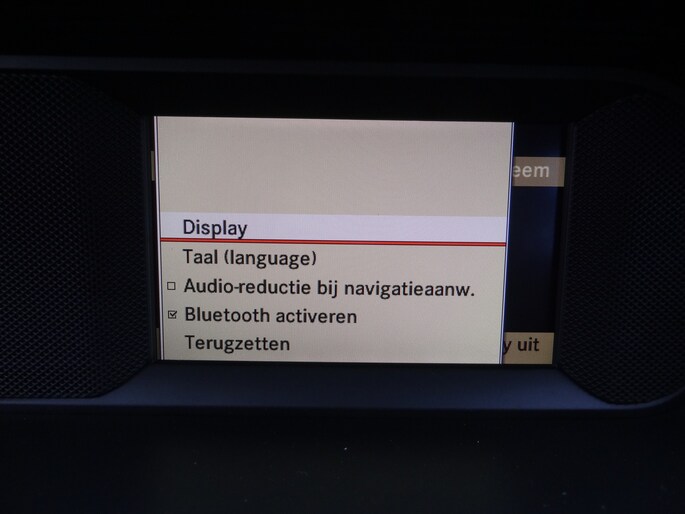 eem
Display
Taal (language)
Audio-reductie bij navigatieaanw.
Bluetooth activeren
Terugzetten
y uit